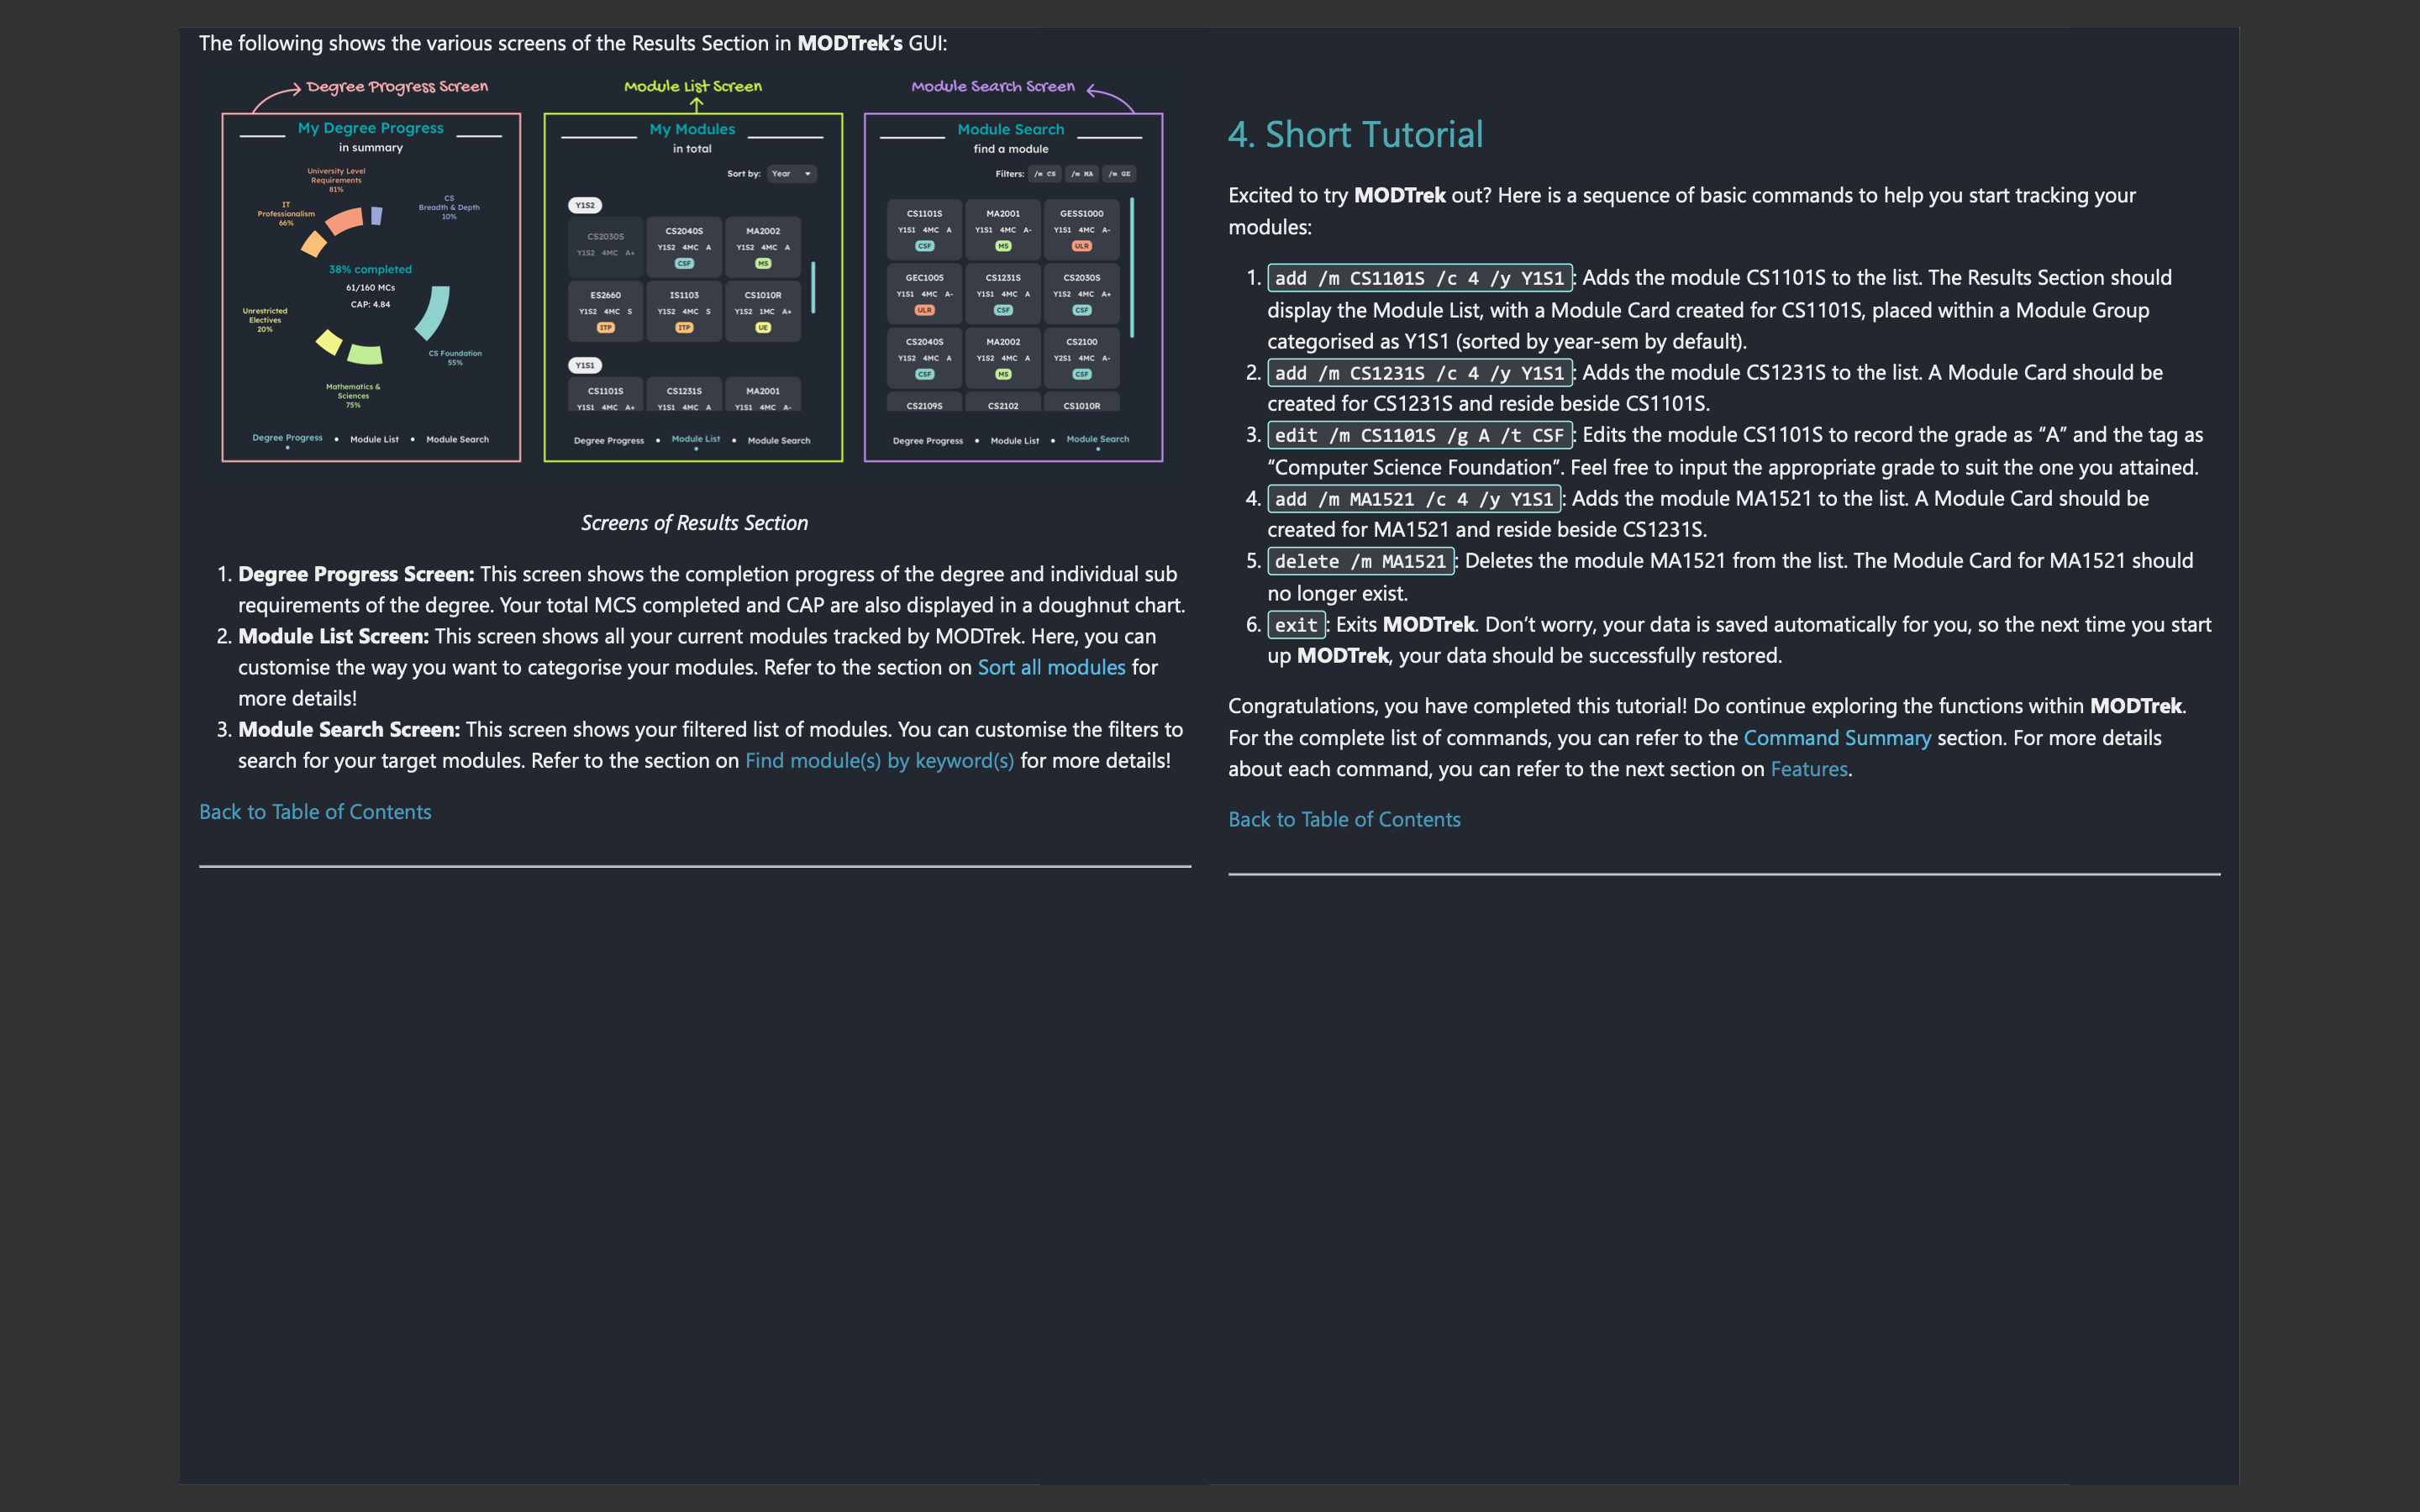 The following shows the various screens of the Results Section in MODTrek’s GUI:
Degree Progress Screen
My Degree Progress
in summary
University Level
Requirements
81%
CS
Breadth & Depth
10%
IT
Professionalism
66%
38% completed
61/160 MCs
CAP: 4.84
Unrestricted
Electives
20%
CS Foundation
55%
Mathematics &
Sciences
75%
Degree Progress • Module List • Module Search
Module List Screen
My Modules
in total
Sort by: Year
Y1S2
CS2030S CS2040S MA2002
Y1S2 4MC A+ Y1S2 4MC A Y1S2 4MC A
CSF MS
ES2660 IS1103 CS1010R
Y1S2 4MC S Y1S2 4MC S Y1S2 1MC A+
ITP ITP UE
Y1S1
CS1101S CS1231S MA2001
Y1S1 4MC A+ Y1S1 4MC A Y1S1 4MC A-
Degree Progress • Module List • Module Search
Module Search Screen
Module Search
find a module
Filters: /m CS /m MA /m GE
CS1101S MA2001 GESS1000
Y1S1 4MC A Y1S1 4MC A- Y1S1 4MC A-
CSF MS ULR
GEC1005 CS1231S CS2030S
Y1S1 4MC A- Y1S1 4MC A Y1S2 4MC A+
ULR CSF CSF
CS2040S MA2002 CS2100
Y1S2 4MC A Y1S2 4MC A Y2S1 4MC A-
CSF MS CSF
CS2109S CS2102 CS1010R
Degree Progress • Module List • Module Search
Screens of Results Section
1. Degree Progress Screen: This screen shows the completion progress of the degree and individual sub
requirements of the degree. Your total MCS completed and CAP are also displayed in a doughnut chart.
2. Module List Screen: This screen shows all your current modules tracked by MODTrek. Here, you can
customise the way you want to categorise your modules. Refer to the section on Sort all modules for
more details!
3. Module Search Screen: This screen shows your filtered list of modules. You can customise the filters to
search for your target modules. Refer to the section on Find module(s) by keyword(s) for more details!
Back to Table of Contents
4. Short Tutorial
Excited to try MODTrek out? Here is a sequence of basic commands to help you start tracking your
modules:
1. add /m CS1101S /c 4 /y Y1S1: Adds the module CS1101S to the list. The Results Section should
display the Module List, with a Module Card created for CS1101S, placed within a Module Group
categorised as Y1S1 (sorted by year-sem by default).
2. add /m CS1231S /c 4 /y Y1S1: Adds the module CS1231S to the list. A Module Card should be
created for CS1231S and reside beside CS1101S.
3. edit /m CS1101S /g A /t CSF: Edits the module CS1101S to record the grade as “A” and the tag as
“Computer Science Foundation”. Feel free to input the appropriate grade to suit the one you attained.
4. add /m MA1521 /c 4 /y Y1S1: Adds the module MA1521 to the list. A Module Card should be
created for MA1521 and reside beside CS1231S.
5. delete /m MA1521: Deletes the module MA1521 from the list. The Module Card for MA1521 should
no longer exist.
6. exit: Exits MODTrek. Don’t worry, your data is saved automatically for you, so the next time you start
up MODTrek, your data should be successfully restored.
Congratulations, you have completed this tutorial! Do continue exploring the functions within MODTrek.
For the complete list of commands, you can refer to the Command Summary section. For more details
about each command, you can refer to the next section on Features.
Back to Table of Contents